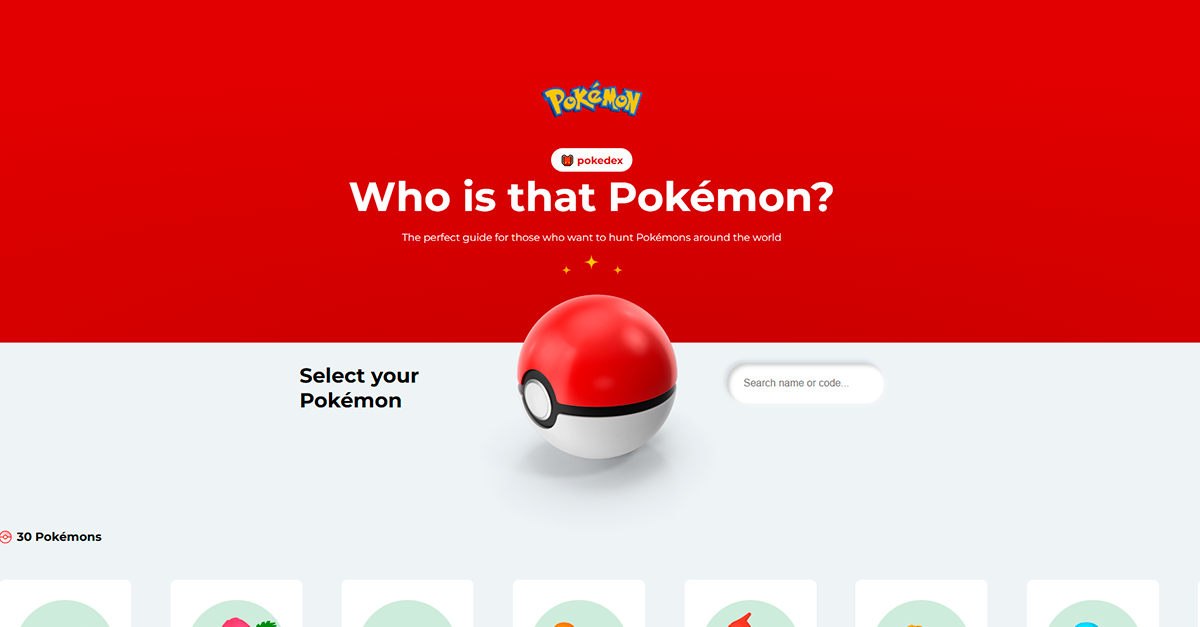 POKéMON
pokedex
Who is that Pokémon?
The perfect guide for those who want to hunt Pokémons around the world
Select your
Pokémon
Search name or code...
30 Pokémons